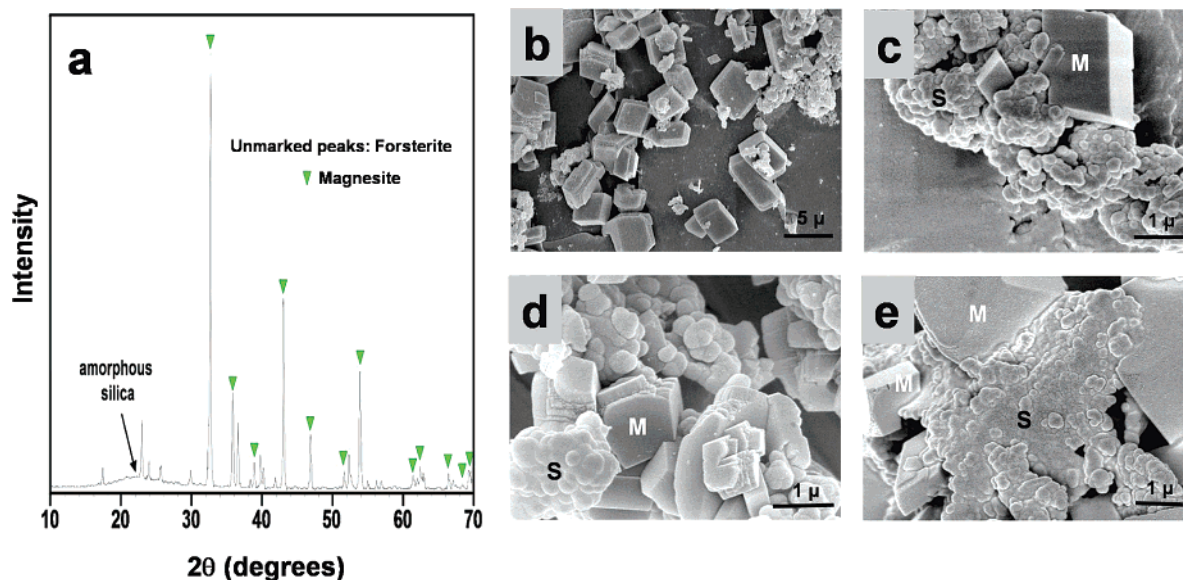 a
Unmarked peaks: Forsterite
Magnesite
amorphous
silica
Intensity
10 20 30 40 50 60 70
2θ (degrees)
b
5 µ
c
M
S
1 µ
d
M
S
1 µ
e
M
M
S
1 µ